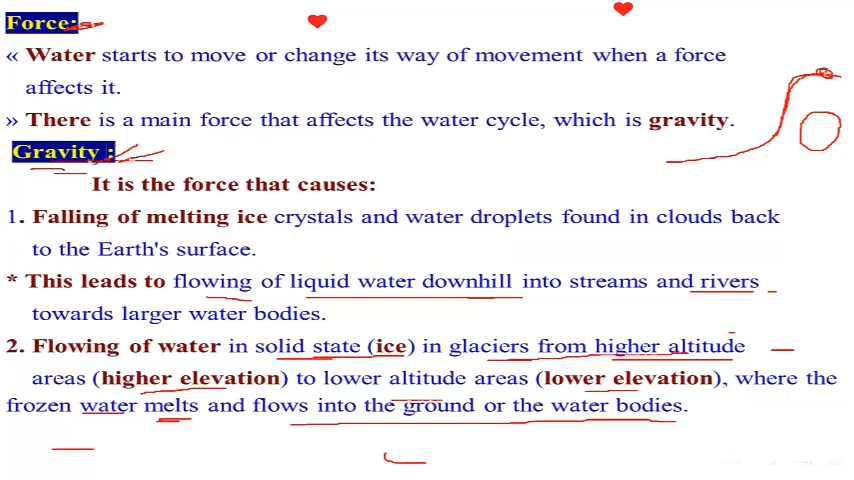 Force:
« Water starts to move or change its way of movement when a force
affects it.
» There is a main force that affects the water cycle, which is gravity.
Gravity :
It is the force that causes:
1. Falling of melting ice crystals and water droplets found in clouds back
to the Earth's surface.
* This leads to flowing of liquid water downhill into streams and rivers
towards larger water bodies.
2. Flowing of water in solid state (ice) in glaciers from higher altitude
areas (higher elevation) to lower altitude areas (lower elevation), where the
frozen water melts and flows into the ground or the water bodies.